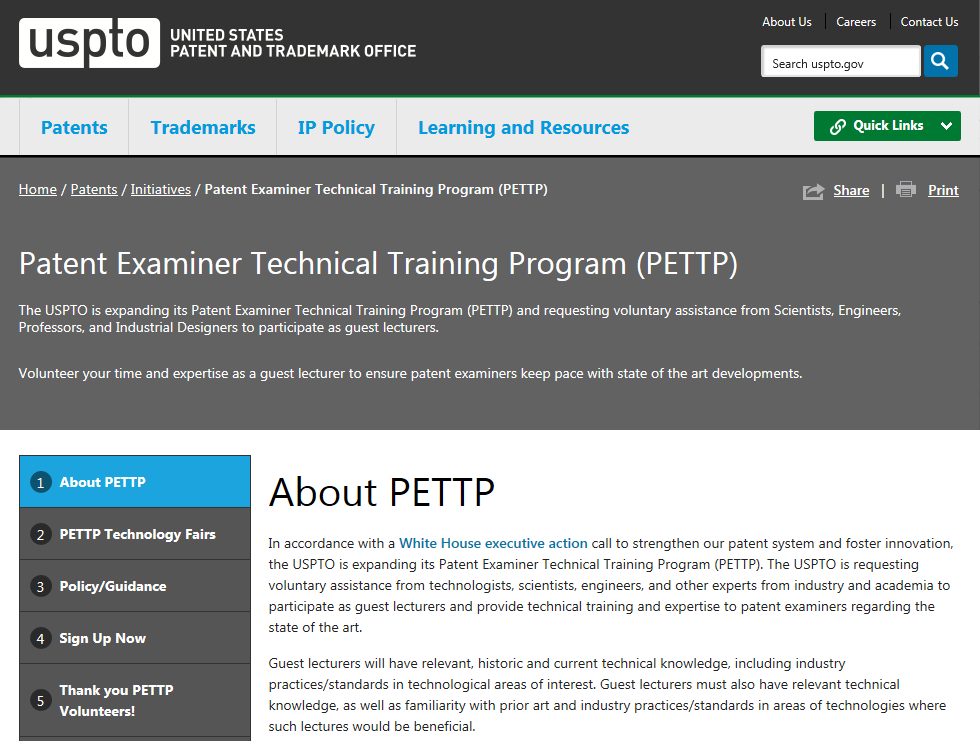 uspto UNITED STATES
PATENT AND TRADEMARK OFFICE
About Us
Careers
Contact Us
Search uspto.gov
Patents
Trademarks
IP Policy
Learning and Resources
Quick Links
Home / Patents / Initiatives / Patent Examiner Technical Training Program (PETTP)
Share | Print
Patent Examiner Technical Training Program (PETTP)
The USPTO is expanding its Patent Examiner Technical Training Program (PETTP) and requesting voluntary assistance from Scientists, Engineers,
Professors, and Industrial Designers to participate as guest lecturers.
Volunteer your time and expertise as a guest lecturer to ensure patent examiners keep pace with state of the art developments.
1 About PETTP
2 PETTP Technology Fairs
3 Policy/Guidance
4 Sign Up Now
5 Thank you PETTP
Volunteers!
About PETTP
In accordance with a White House executive action call to strengthen our patent system and foster innovation,
the USPTO is expanding its Patent Examiner Technical Training Program (PETTP). The USPTO is requesting
voluntary assistance from technologists, scientists, engineers, and other experts from industry and academia to
participate as guest lecturers and provide technical training and expertise to patent examiners regarding the
state of the art.
Guest lecturers will have relevant, historic and current technical knowledge, including industry
practices/standards in technological areas of interest. Guest lecturers must also have relevant technical
knowledge, as well as familiarity with prior art and industry practices/standards in areas of technologies where
such lectures would be beneficial.